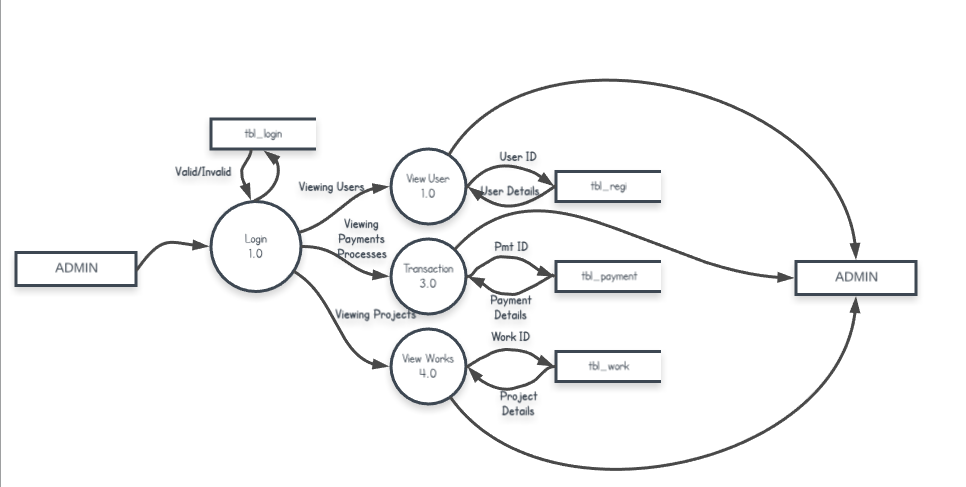 tbl_login
Valid/Invalid
ADMIN
Login
1.0
Viewing Users
Viewing
Payments
Processes
Viewing Projects
View User
1.0
User ID
User Details
tbl_regi
Transaction
3.0
Pmt ID
Payment
Details
tbl_payment
View Works
4.0
Work ID
Project
Details
tbl_work
ADMIN